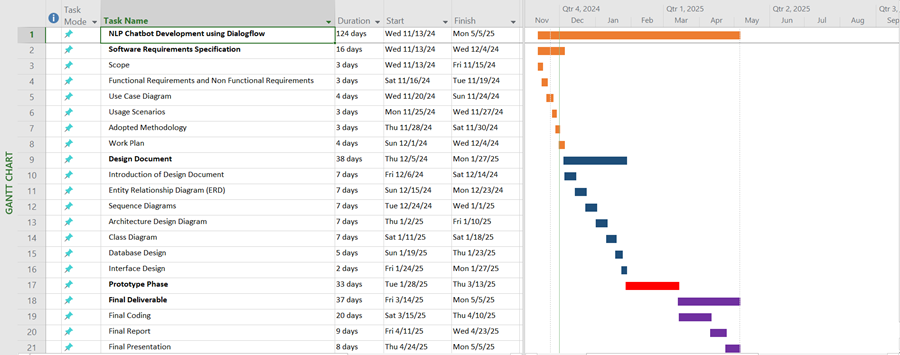 Qtr 4, 2024 Qtr 1, 2025 Qtr 2, 2025 Qtr 3,
Task Mode Task Name Duration Start Finish Nov Dec Jan Feb Mar Apr May Jun Jul Aug Sep
1 NLP Chatbot Development using Dialogflow 124 days Wed 11/13/24 Mon 5/5/25
2 Software Requirements Specification 16 days Wed 11/13/24 Wed 12/4/24
3 Scope 3 days Wed 11/13/24 Fri 11/15/24
4 Functional Requirements and Non Functional Requirements 3 days Sat 11/16/24 Tue 11/19/24
5 Use Case Diagram 4 days Wed 11/20/24 Sun 11/24/24
6 Usage Scenarios 3 days Mon 11/25/24 Wed 11/27/24
7 Adopted Methodology 3 days Thu 11/28/24 Sat 11/30/24
8 Work Plan 4 days Sun 12/1/24 Wed 12/4/24
9 Design Document 38 days Thu 12/5/24 Mon 1/27/25
10 Introduction of Design Document 7 days Fri 12/6/24 Sat 12/14/24
11 Entity Relationship Diagram (ERD) 7 days Sun 12/15/24 Mon 12/23/24
12 Sequence Diagrams 7 days Tue 12/24/24 Wed 1/1/25
13 Architecture Design Diagram 7 days Thu 1/2/25 Fri 1/10/25
14 Class Diagram 7 days Sat 1/11/25 Sat 1/18/25
15 Database Design 5 days Sun 1/19/25 Thu 1/23/25
16 Interface Design 2 days Fri 1/24/25 Mon 1/27/25
17 Prototype Phase 33 days Tue 1/28/25 Thu 3/13/25
18 Final Deliverable 37 days Fri 3/14/25 Mon 5/5/25
19 Final Coding 20 days Sat 3/15/25 Thu 4/10/25
20 Final Report 9 days Fri 4/11/25 Wed 4/23/25
21 Final Presentation 8 days Thu 4/24/25 Mon 5/5/25
GANTT CHART